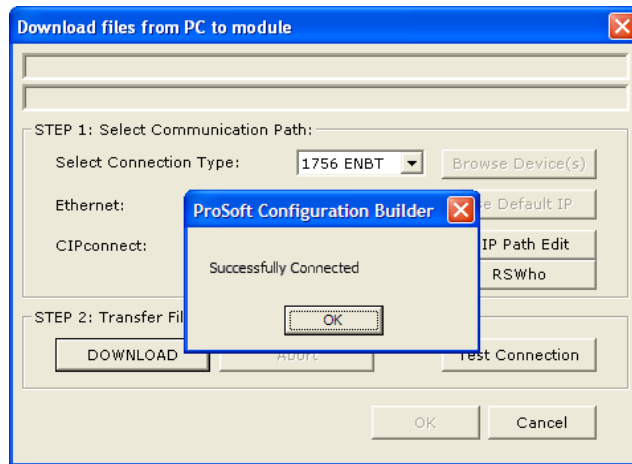 Download files from PC to module
STEP 1: Select Communication Path:
Select Connection Type: 1756 ENBT Browse Device(s)
Ethernet: Default IP
CIPconnect: IP Path Edit
RSWho
ProSoft Configuration Builder
Successfully Connected
OK
STEP 2: Transfer
DOWNLOAD Abort Test Connection
OK Cancel